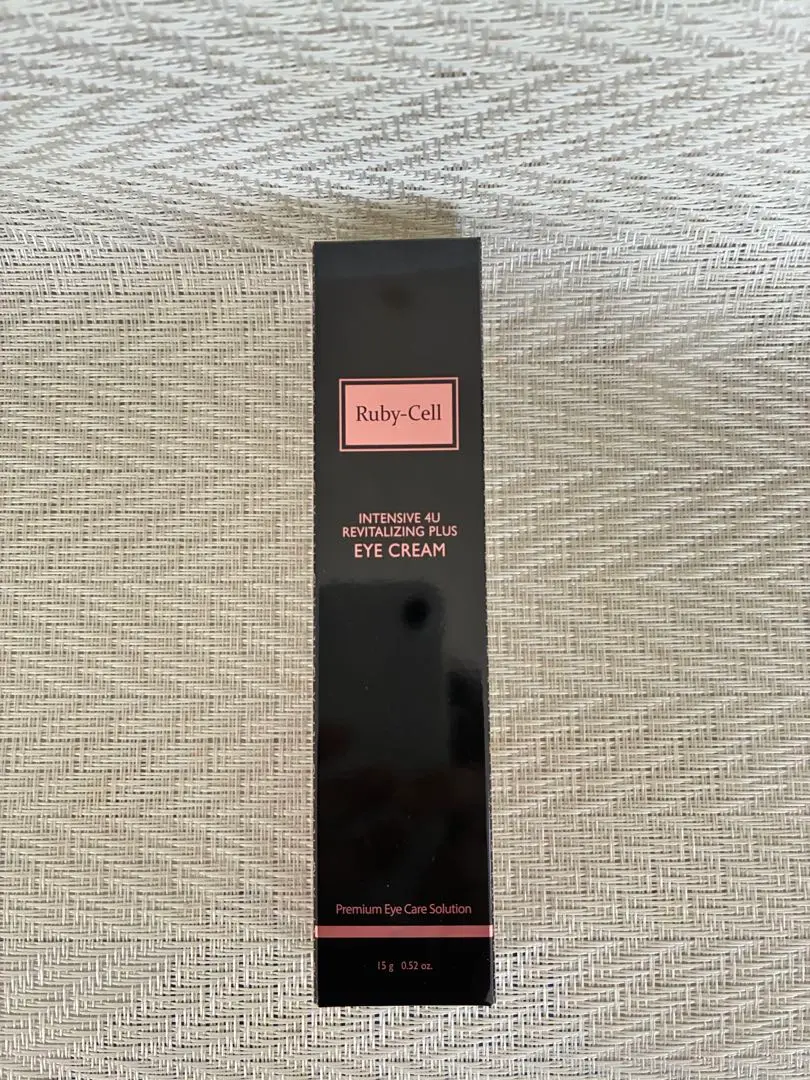 Ruby-Cell
INTENSIVE 4U
REVITALIZING PLUS
EYE CREAM
Premium Eye Care Solution
15 g 0.52 oz.